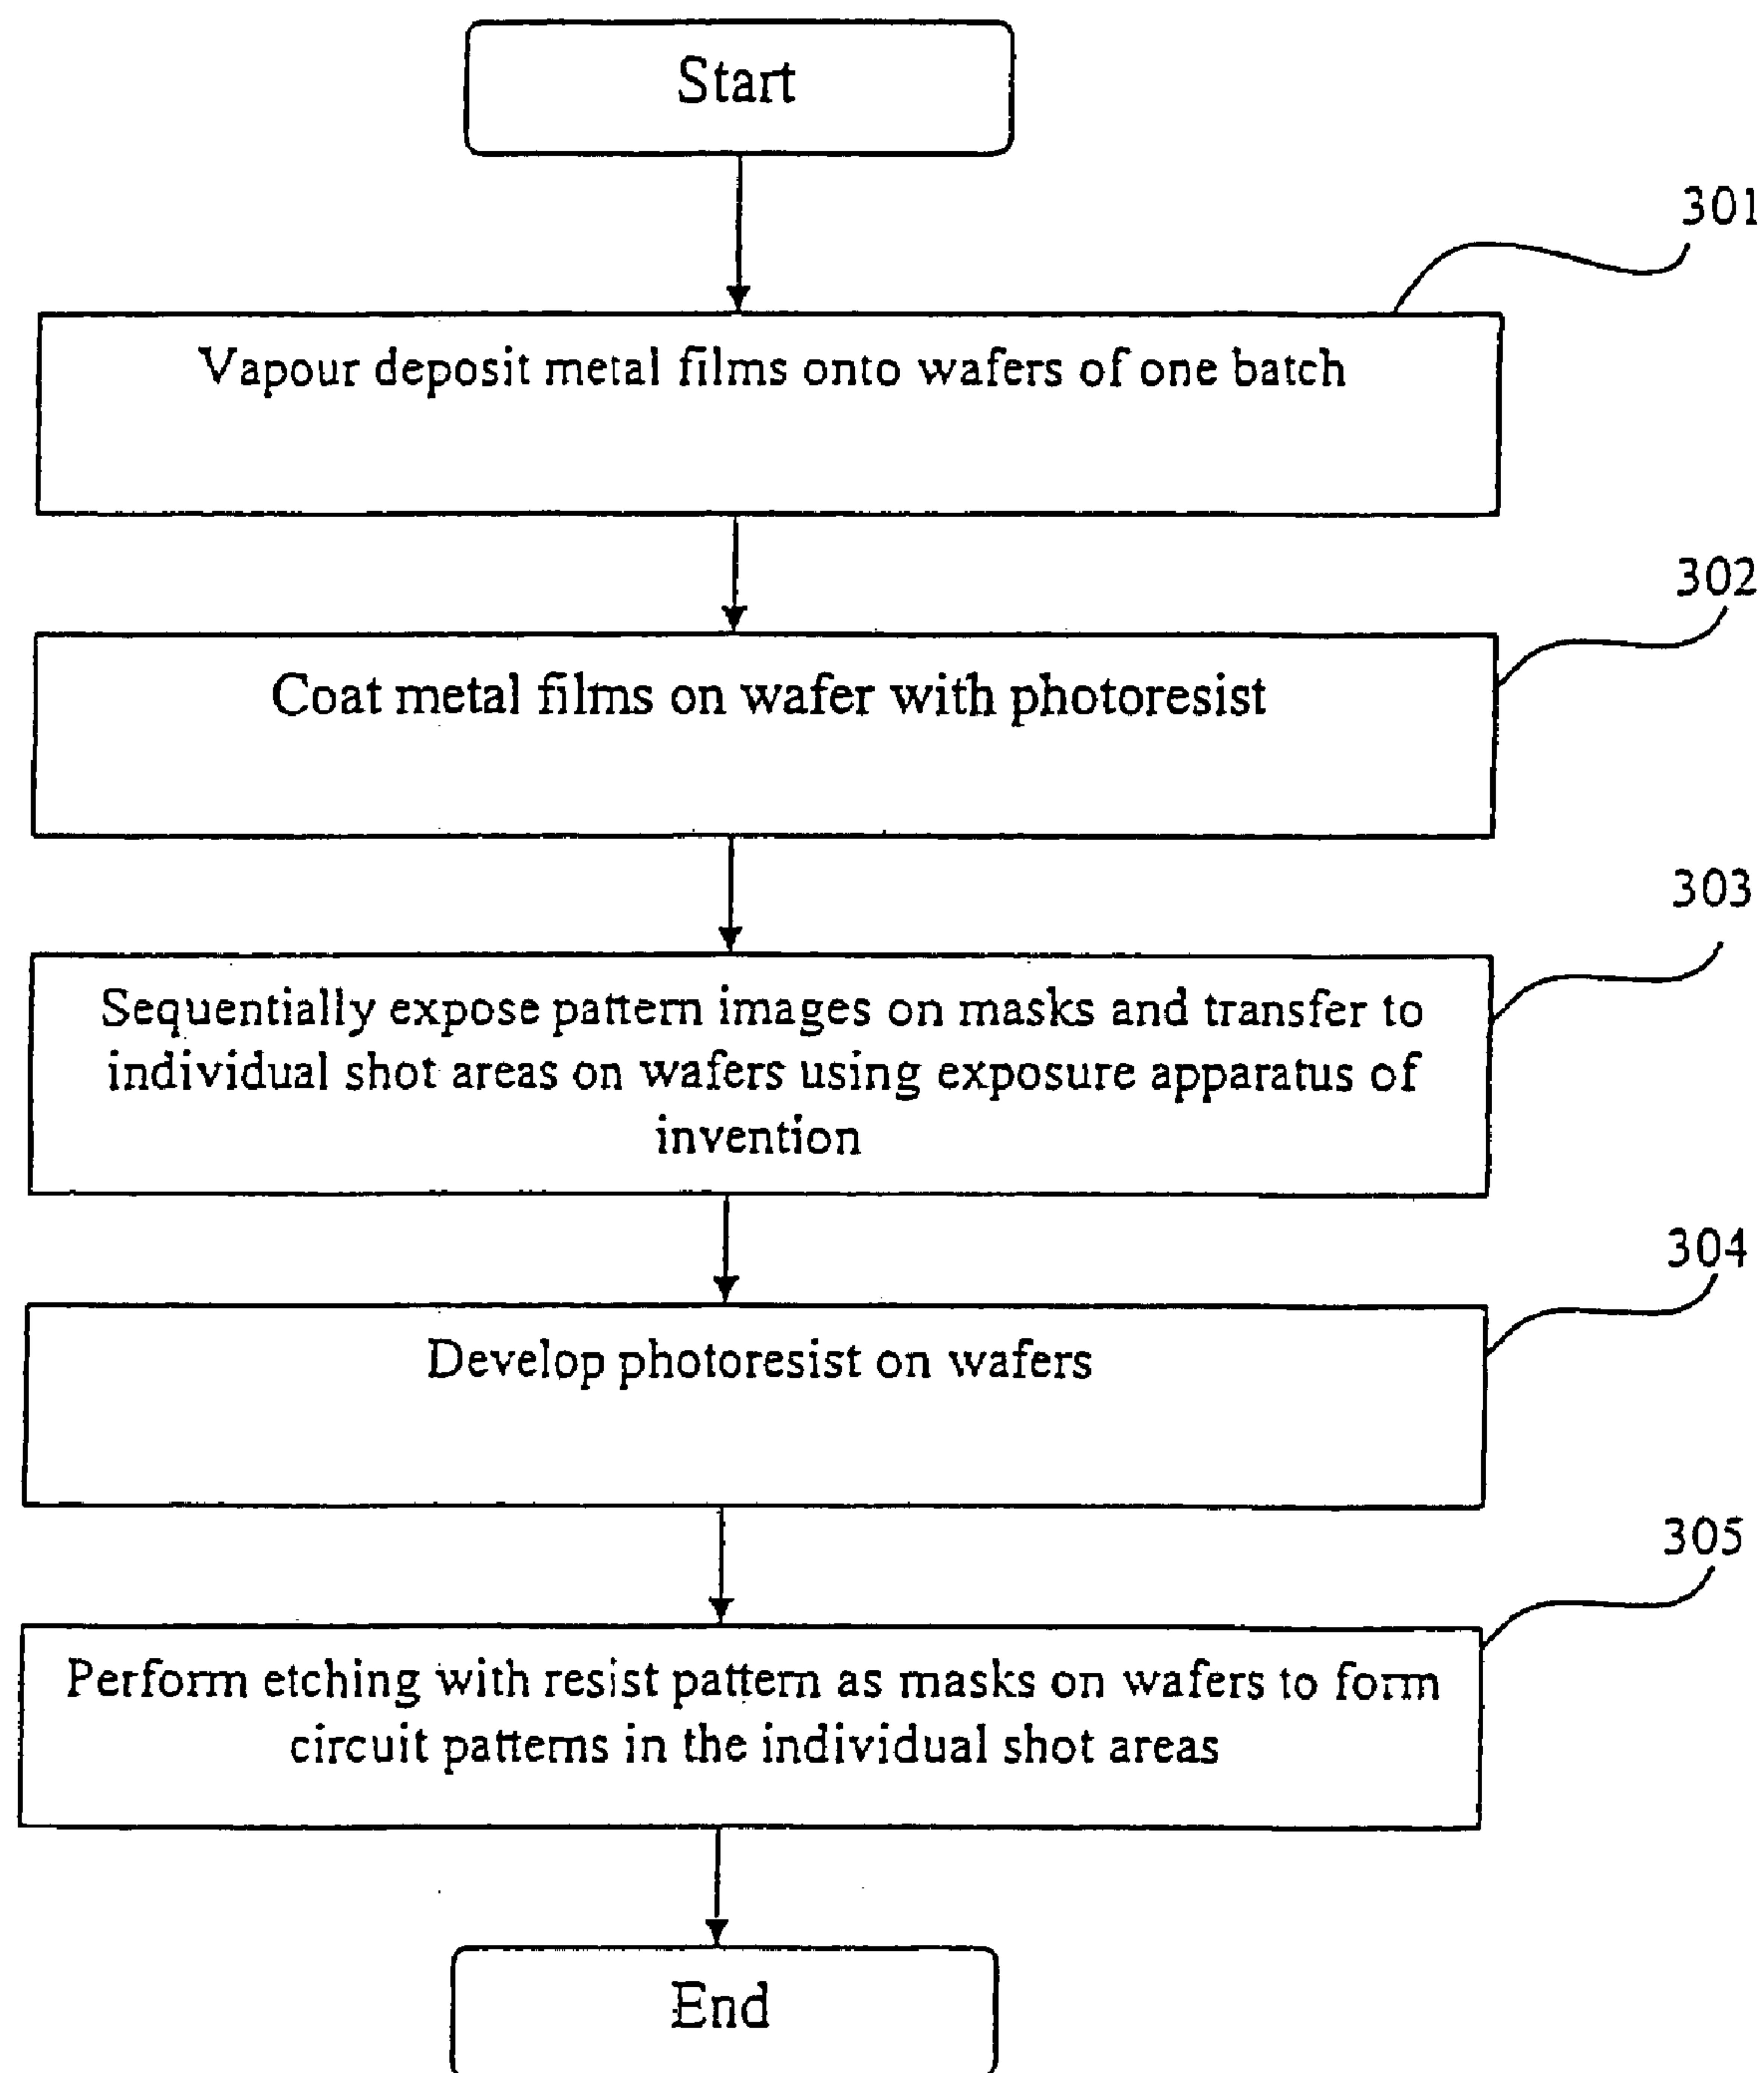 Start
301
Vapour deposit metal films onto wafers of one batch
302
Coat metal films on wafer with photoresist
303
Sequentially expose pattern images on masks and transfer to
individual shot areas on wafers using exposure apparatus of
invention
304
Develop photoresist on wafers
305
Perform etching with resist pattern as masks on wafers to form
circuit patterns in the individual shot areas
End